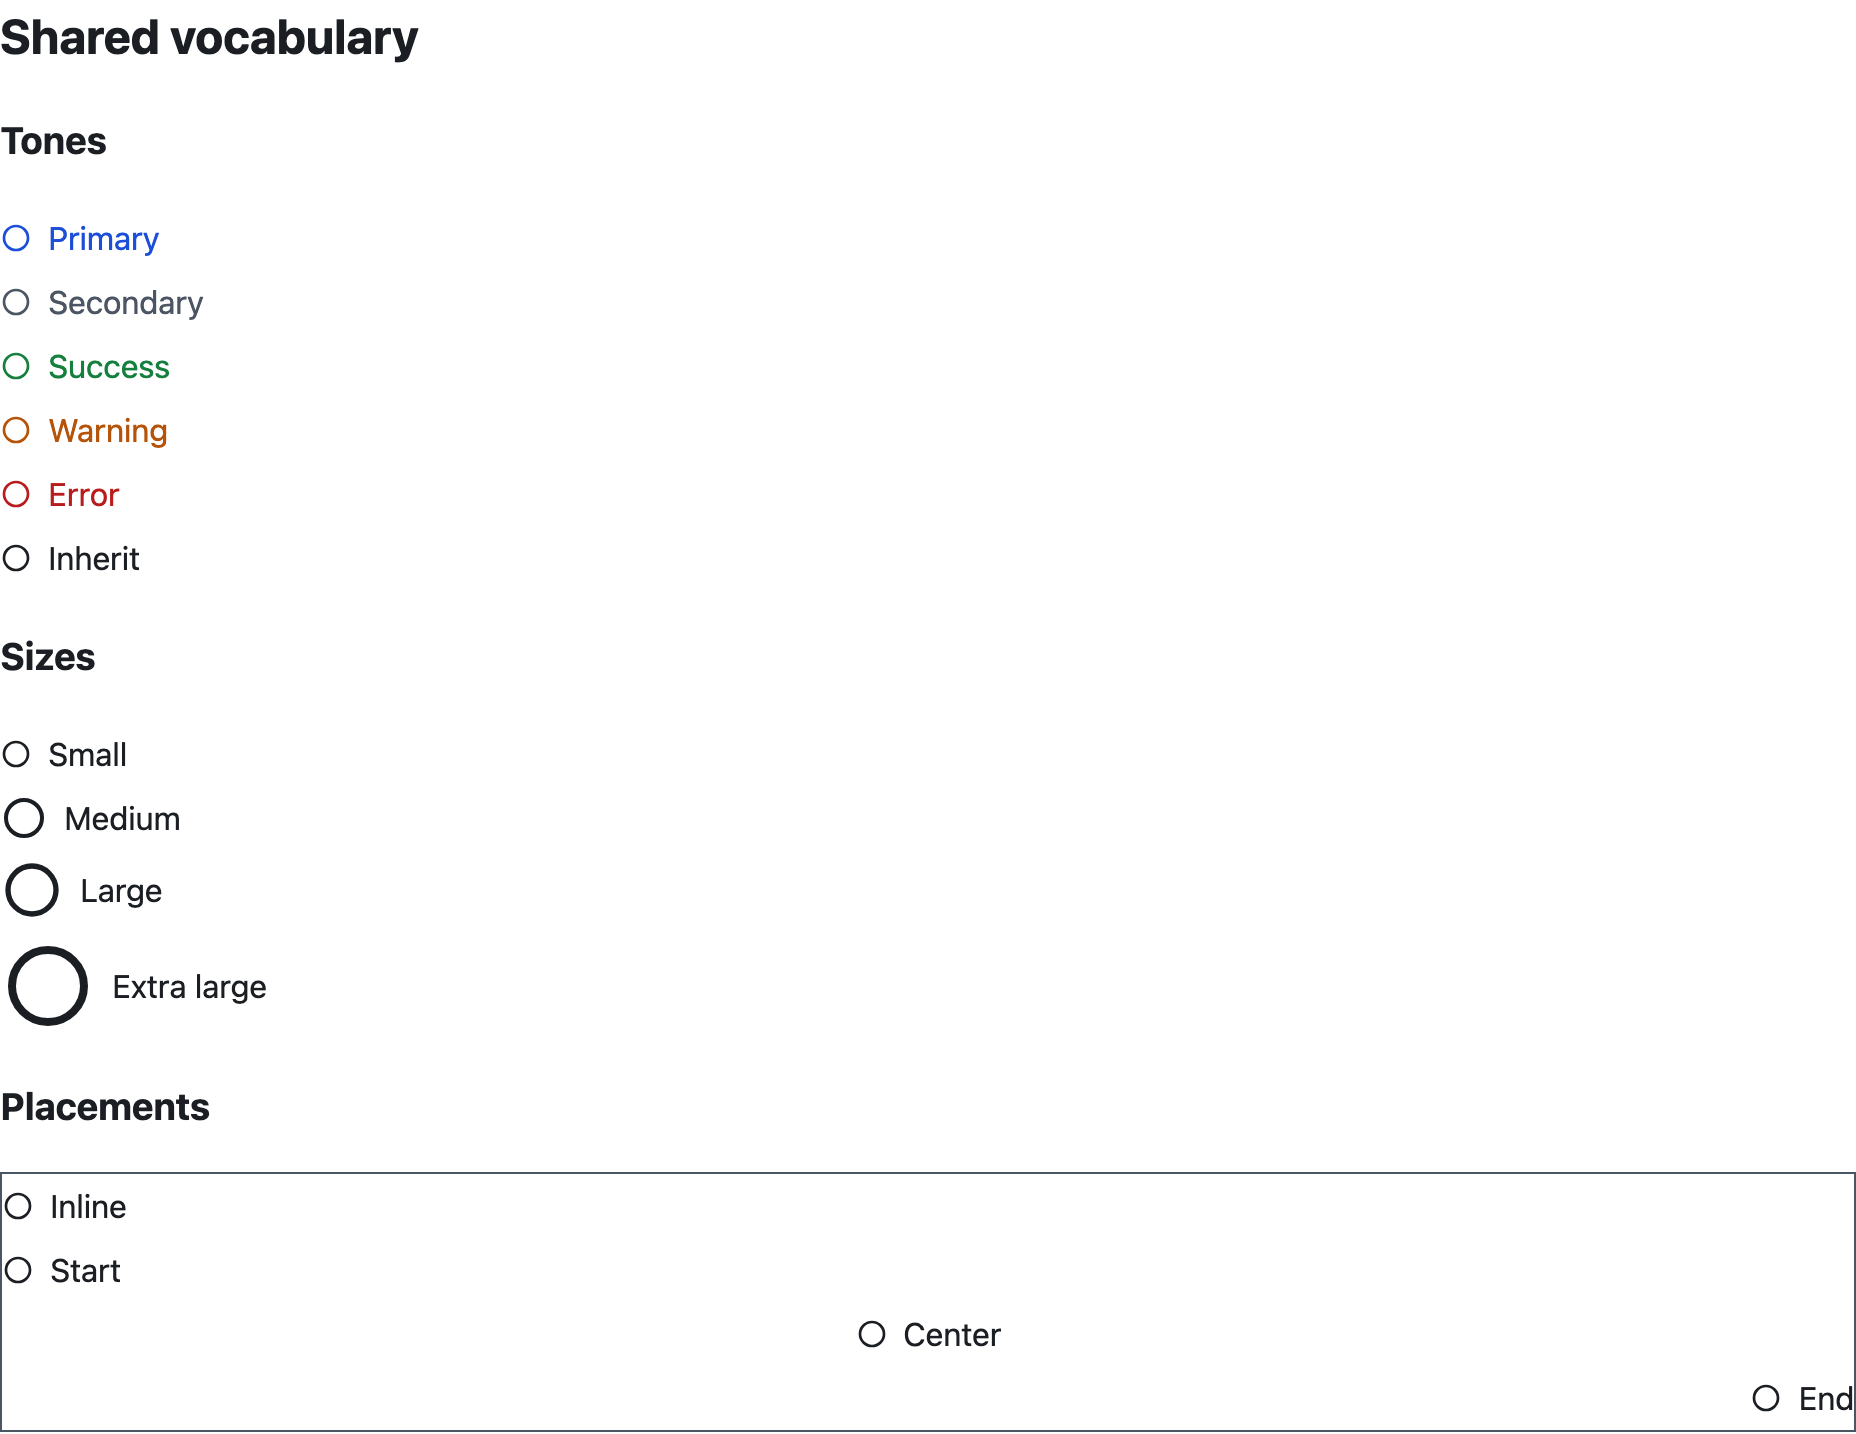 Shared vocabulary
Tones
Primary
Secondary
Success
Warning
Error
Inherit
Sizes
Small
Medium
Large
Extra large
Placements
Inline
Start
Center
End